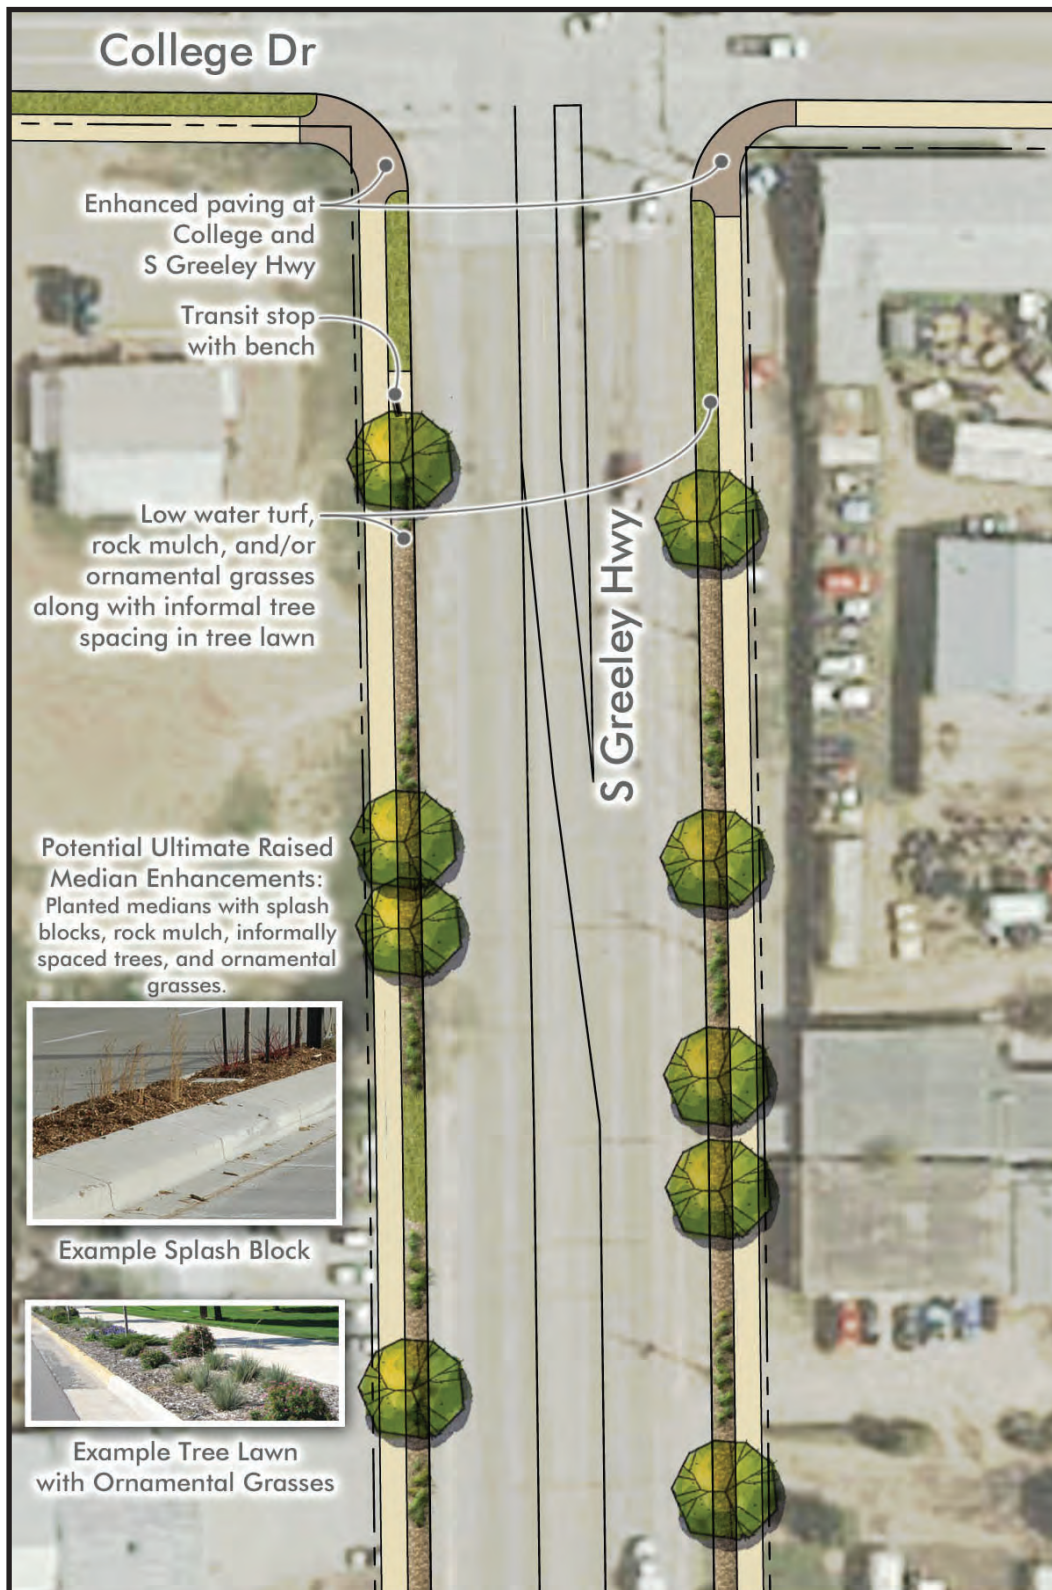 College Dr
Enhanced paving at
College and
S Greeley Hwy
Transit stop
with bench
Low water turf,
rock mulch, and/or
ornamental grasses
along with informal tree
spacing in tree lawn
S Greeley Hwy
Potential Ultimate Raised
Median Enhancements:
Planted medians with splash
blocks, rock mulch, informally
spaced trees, and ornamental
grasses.
Example Splash Block
Example Tree Lawn
with Ornamental Grasses